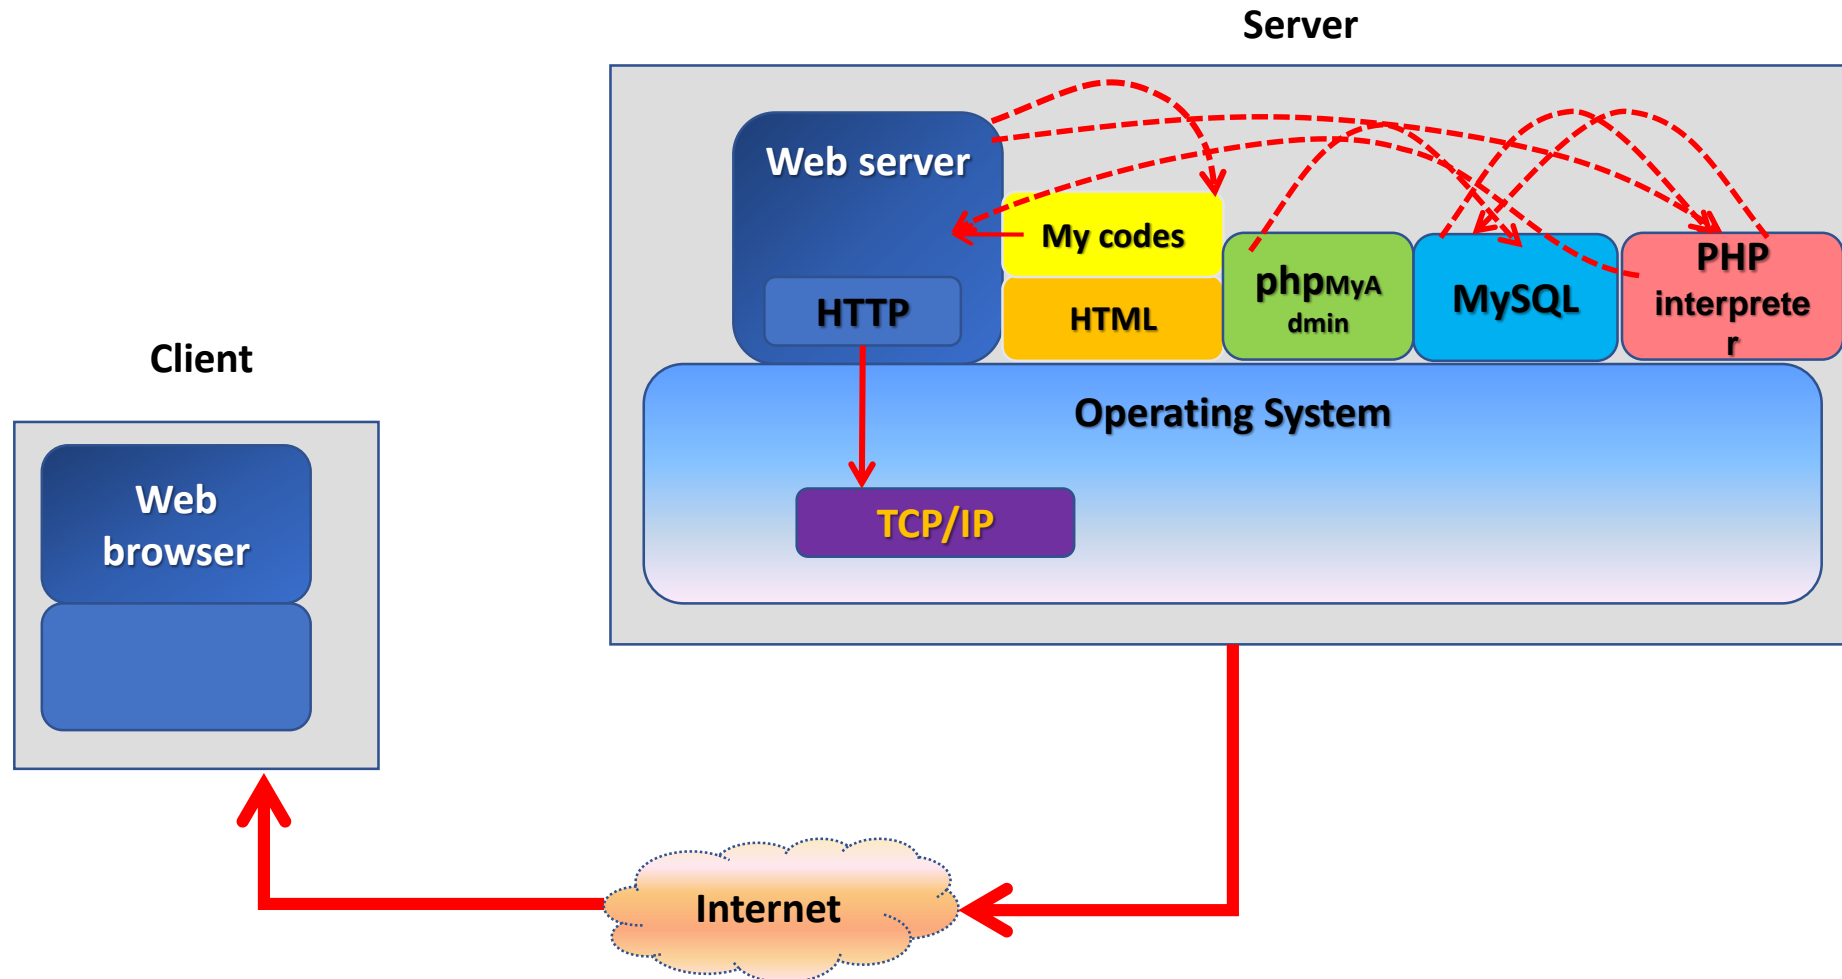 Server
Web server
My codes
HTTP
HTML
phpMyA
dmin
MySQL
PHP
interprete
r
Client
Operating System
Web
browser
TCP/IP
Internet